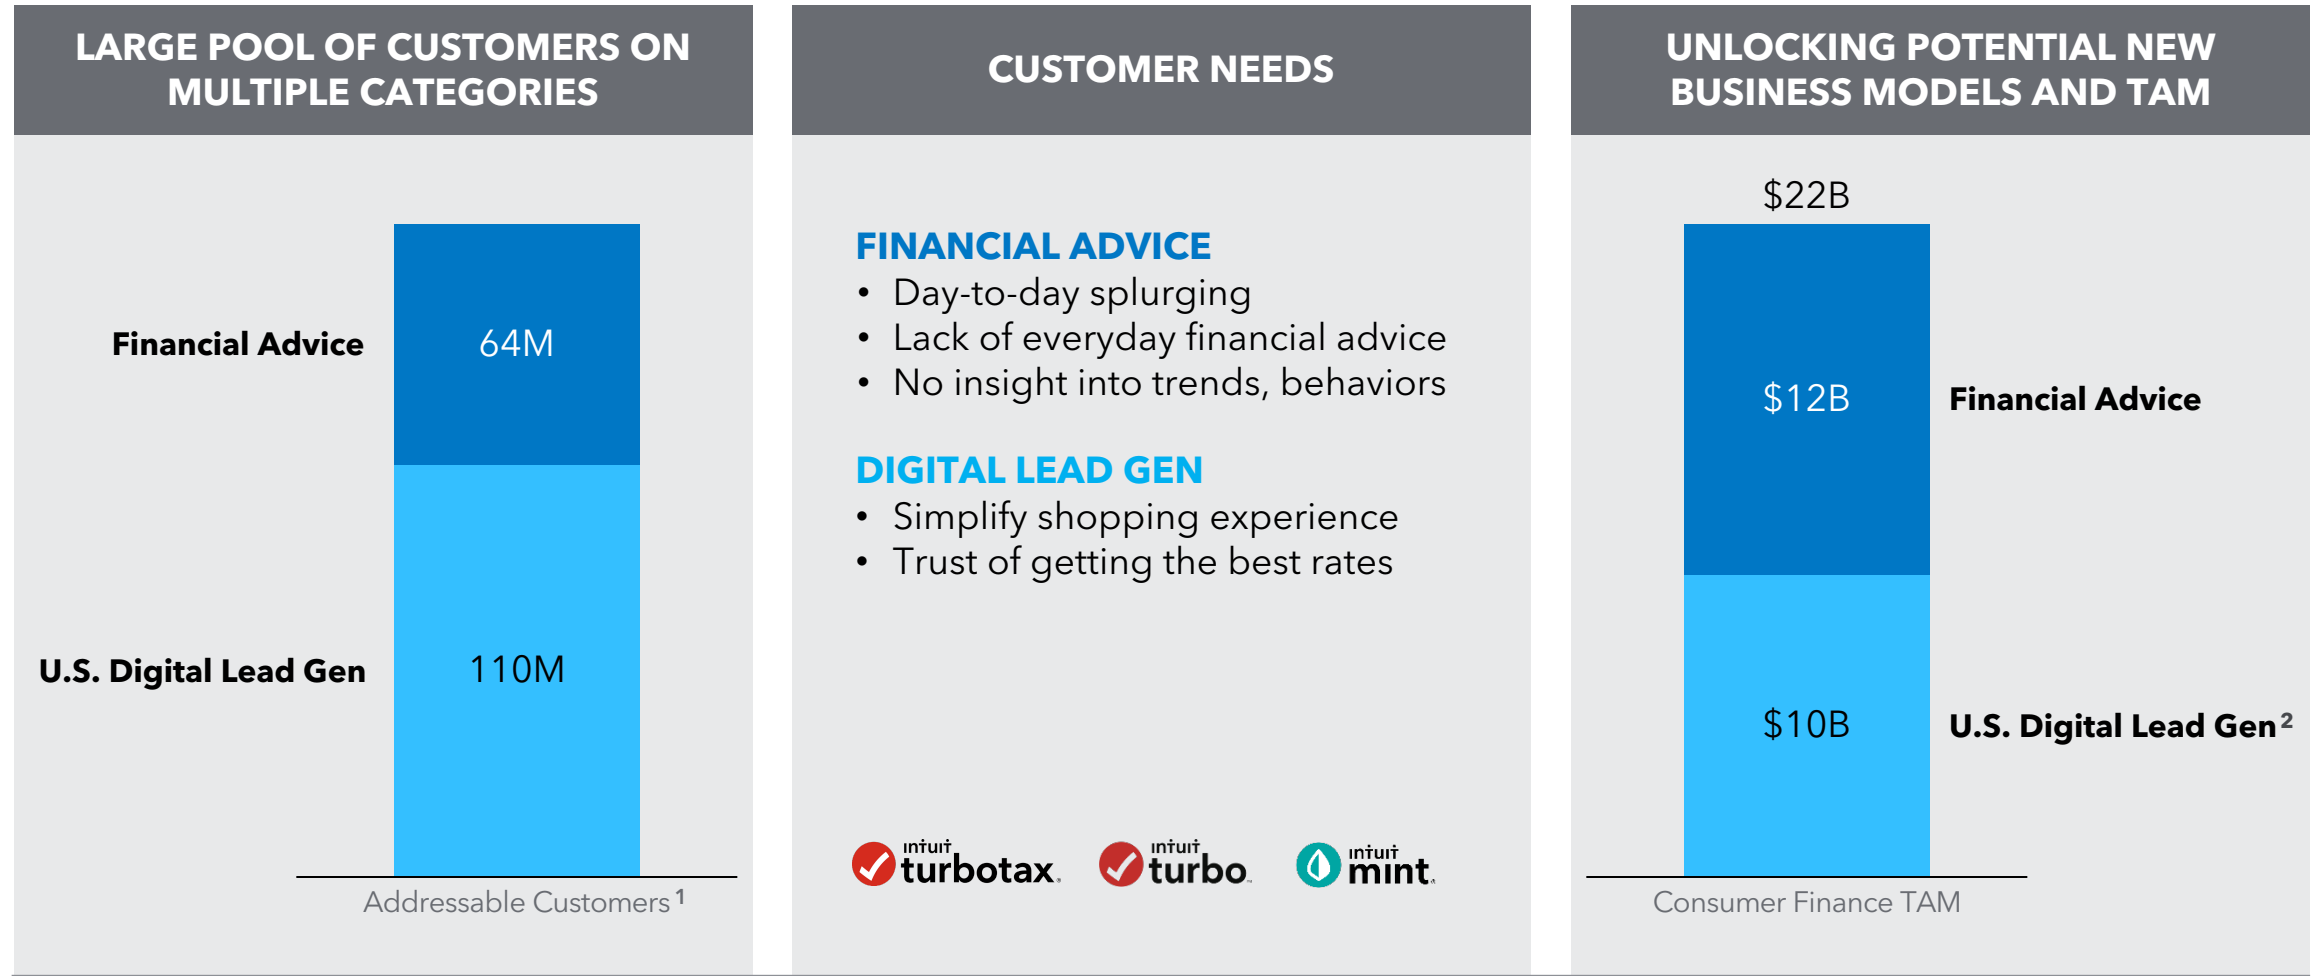 LARGE POOL OF CUSTOMERS ON
MULTIPLE CATEGORIES
Financial Advice
64M
U.S. Digital Lead Gen
110M
Addressable Customers 1
CUSTOMER NEEDS
FINANCIAL ADVICE
• Day-to-day splurging
• Lack of everyday financial advice
• No insight into trends, behaviors
DIGITAL LEAD GEN
• Simplify shopping experience
• Trust of getting the best rates
intuit
turbotax®
intuit
turbo™
intuit
mint®
UNLOCKING POTENTIAL NEW
BUSINESS MODELS AND TAM
$22B
$12B
Financial Advice
$10B
U.S. Digital Lead Gen 2
Consumer Finance TAM